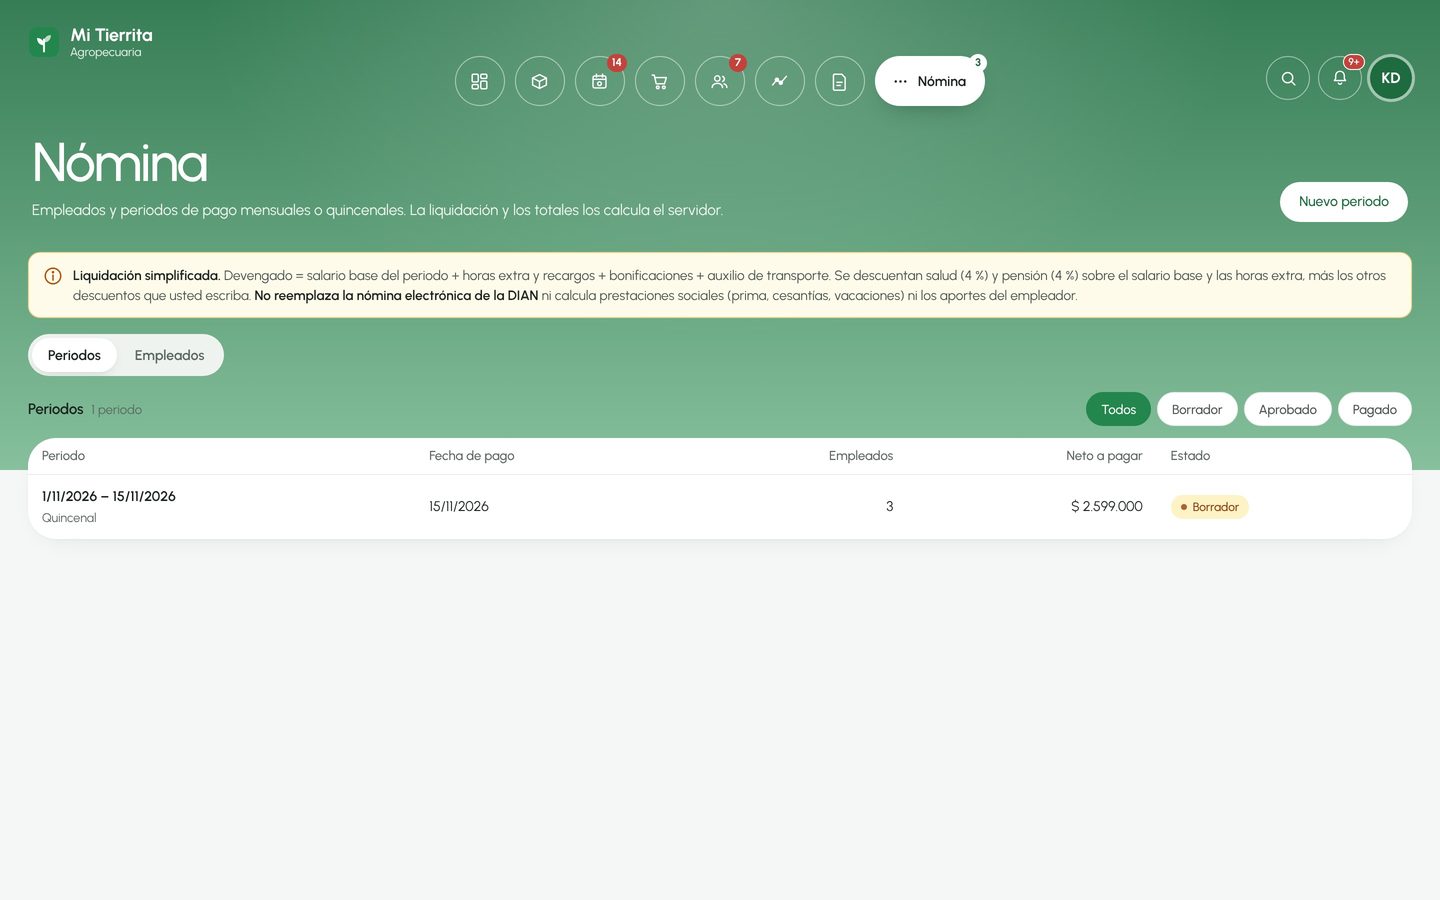 Mi Tierrita
Agropecuaria
14
7
Nómina
3
9+
KD
Nómina
Empleados y periodos de pago mensuales o quincenales. La liquidación y los totales los calcula el servidor.
Nuevo periodo
Liquidación simplificada. Devengado = salario base del periodo + horas extra y recargos + bonificaciones + auxilio de transporte. Se descuentan salud (4 %) y pensión (4 %) sobre el salario base y las horas extra, más los otros
descuentos que usted escriba. No reemplaza la nómina electrónica de la DIAN ni calcula prestaciones sociales (prima, cesantías, vacaciones) ni los aportes del empleador.
Periodos Empleados
Periodos 1 periodo
Todos Borrador Aprobado Pagado
Periodo Fecha de pago Empleados Neto a pagar Estado
1/11/2026 – 15/11/2026
Quincenal
15/11/2026 3 $ 2.599.000 Borrador